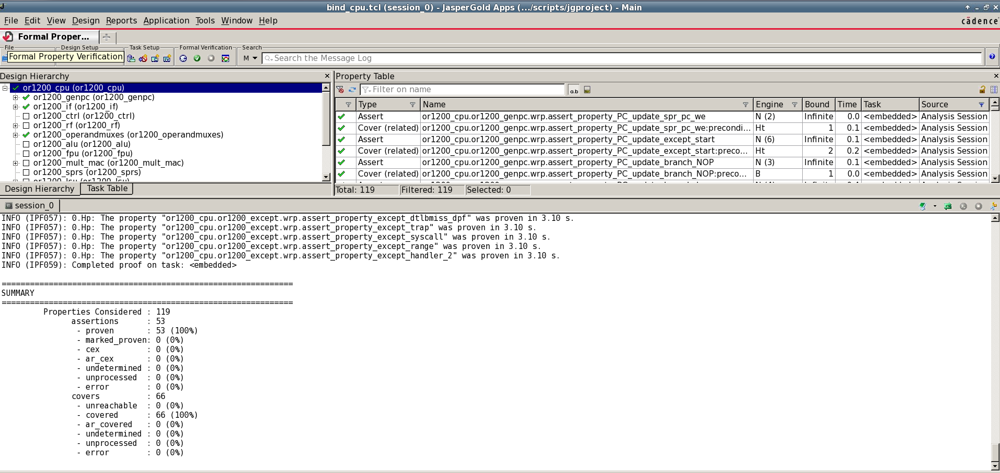 bind_cpu.tcl (session_0) - JasperGold Apps (.../scripts/jgproject) - Main
File Edit View Design Reports Application Tools Window Help
cādence
Formal Proper...
File Design Setup Task Setup Formal Verification Search
Formal Property Verification
M Search the Message Log
Design Hierarchy
or1200_cpu (or1200_cpu)
or1200_genpc (or1200_genpc)
or1200_if (or1200_if)
or1200_ctrl (or1200_ctrl)
or1200_rf (or1200_rf)
or1200_operandmuxes (or1200_operandmuxes)
or1200_alu (or1200_alu)
or1200_fpu (or1200_fpu)
or1200_mult_mac (or1200_mult_mac)
or1200_sprs (or1200_sprs)
or1200_lsu (or1200_lsu)
Design Hierarchy Task Table
Property Table
Filter on name a.b
Type Name Engine Bound Time Task Source
Assert or1200_cpu.or1200_genpc.wrp.assert_property_PC_update_spr_pc_we N (2) Infinite 0.0 <embedded> Analysis Session
Cover (related) or1200_cpu.or1200_genpc.wrp.assert_property_PC_update_spr_pc_we:precondi... Ht 1 0.1 <embedded> Analysis Session
Assert or1200_cpu.or1200_genpc.wrp.assert_property_PC_update_except_start N (6) Infinite 0.1 <embedded> Analysis Session
Cover (related) or1200_cpu.or1200_genpc.wrp.assert_property_PC_update_except_start:preco... Ht 2 0.2 <embedded> Analysis Session
Assert or1200_cpu.or1200_genpc.wrp.assert_property_PC_update_branch_NOP N (3) Infinite 0.1 <embedded> Analysis Session
Cover (related) or1200_cpu.or1200_genpc.wrp.assert_property_PC_update_branch_NOP:preco... B 1 0.0 <embedded> Analysis Session
Total: 119 Filtered: 119 Selected: 0
session_0
INFO (IPF057): 0.Hp: The property "or1200_cpu.or1200_except.wrp.assert_property_except_dtlbmiss_dpf" was proven in 3.10 s.
INFO (IPF057): 0.Hp: The property "or1200_cpu.or1200_except.wrp.assert_property_except_trap" was proven in 3.10 s.
INFO (IPF057): 0.Hp: The property "or1200_cpu.or1200_except.wrp.assert_property_except_syscall" was proven in 3.10 s.
INFO (IPF057): 0.Hp: The property "or1200_cpu.or1200_except.wrp.assert_property_except_range" was proven in 3.10 s.
INFO (IPF057): 0.Hp: The property "or1200_cpu.or1200_except.wrp.assert_property_except_handler_2" was proven in 3.10 s.
INFO (IPF059): Completed proof on task: <embedded>
==============================================================
SUMMARY
==============================================================
Properties Considered : 119
assertions : 53
- proven : 53 (100%)
- marked_proven: 0 (0%)
- cex : 0 (0%)
- ar_cex : 0 (0%)
- undetermined : 0 (0%)
- unprocessed : 0 (0%)
- error : 0 (0%)
covers : 66
- unreachable : 0 (0%)
- covered : 66 (100%)
- ar_covered : 0 (0%)
- undetermined : 0 (0%)
- unprocessed : 0 (0%)
- error : 0 (0%)